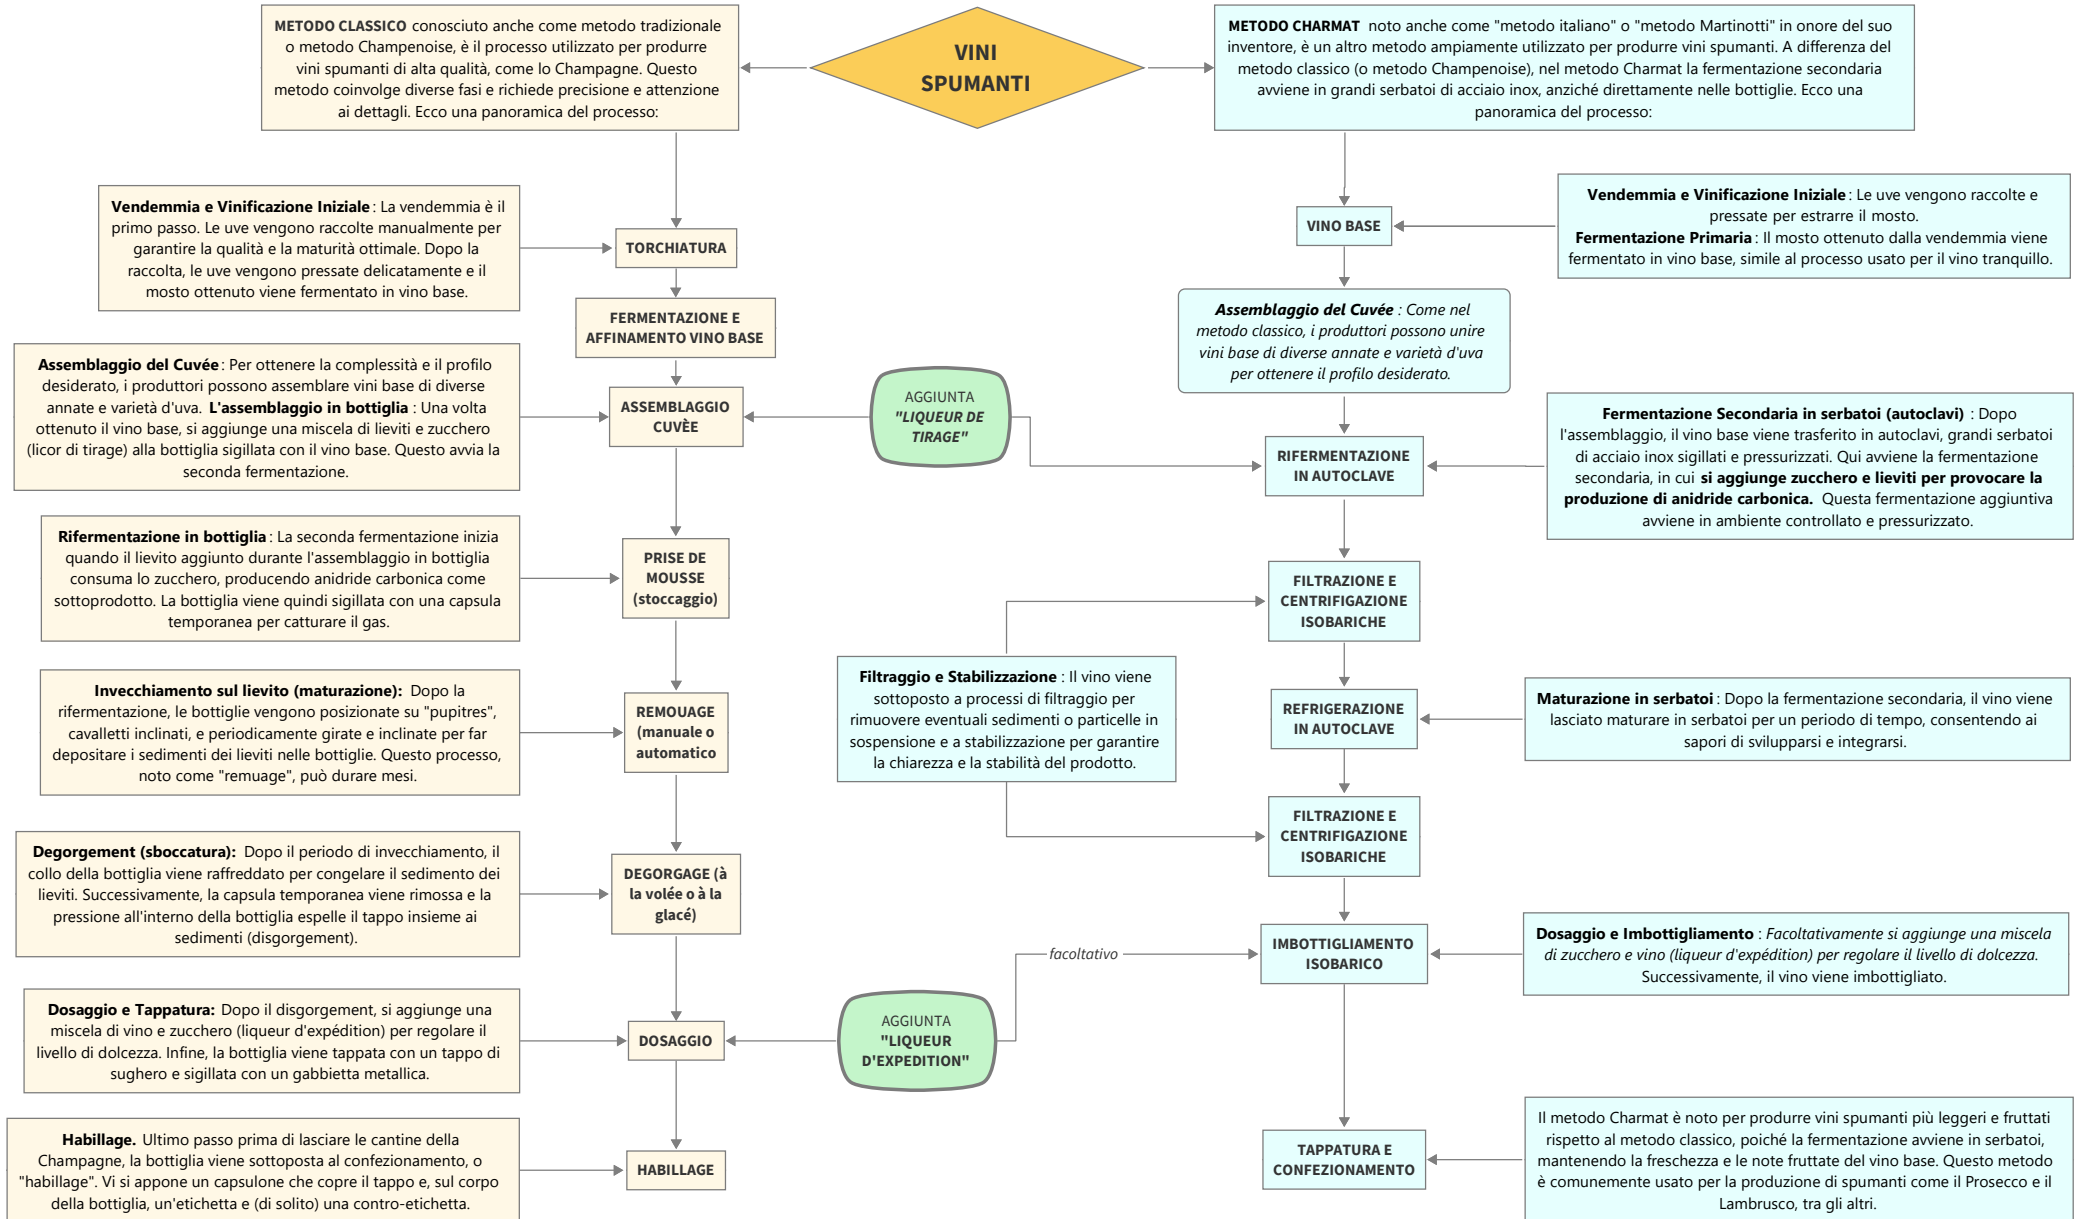 METODO CLASSICO conosciuto anche come metodo tradizionale
o metodo Champenoise, è il processo utilizzato per produrre
vini spumanti di alta qualità, come lo Champagne. Questo
metodo coinvolge diverse fasi e richiede precisione e attenzione
ai dettagli. Ecco una panoramica del processo:
VINI
SPUMANTI
METODO CHARMAT noto anche come "metodo italiano" o "metodo Martinotti" in onore del suo
inventore, è un altro metodo ampiamente utilizzato per produrre vini spumanti. A differenza del
metodo classico (o metodo Champenoise), nel metodo Charmat la fermentazione secondaria
avviene in grandi serbatoi di acciaio inox, anziché direttamente nelle bottiglie. Ecco una
panoramica del processo:
Vendemmia e Vinificazione Iniziale: La vendemmia è il
primo passo. Le uve vengono raccolte manualmente per
garantire la qualità e la maturità ottimale. Dopo la
raccolta, le uve vengono pressate delicatamente e il
mosto ottenuto viene fermentato in vino base.
TORCHIATURA
FERMENTAZIONE E
AFFINAMENTO VINO BASE
Assemblaggio del Cuvée: Per ottenere la complessità e il profilo
desiderato, i produttori possono assemblare vini base di diverse
annate e varietà d'uva. L'assemblaggio in bottiglia : Una volta
ottenuto il vino base, si aggiunge una miscela di lieviti e zucchero
(licor di tirage) alla bottiglia sigillata con il vino base. Questo avvia la
seconda fermentazione.
ASSEMBLAGGIO
CUVÈE
AGGIUNTA
"LIQUEUR DE
TIRAGE"
Rifermentazione in bottiglia: La seconda fermentazione inizia
quando il lievito aggiunto durante l'assemblaggio in bottiglia
consuma lo zucchero, producendo anidride carbonica come
sottoprodotto. La bottiglia viene quindi sigillata con una capsula
temporanea per catturare il gas.
PRISE DE
MOUSSE
(stoccaggio)
Invecchiamento sul lievito (maturazione): Dopo la
rifermentazione, le bottiglie vengono posizionate su "pupitres",
cavalletti inclinati, e periodicamente girate e inclinate per far
depositare i sedimenti dei lieviti nelle bottiglie. Questo processo,
noto come "remuage", può durare mesi.
REMOUAGE
(manuale o
automatico
Degorgement (sboccatura): Dopo il periodo di invecchiamento, il
collo della bottiglia viene raffreddato per congelare il sedimento dei
lieviti. Successivamente, la capsula temporanea viene rimossa e la
pressione all'interno della bottiglia espelle il tappo insieme ai
sedimenti (disgorgement).
DEGORGAGE (à
la volée o à la
glacé)
Dosaggio e Tappatura: Dopo il disgorgement, si aggiunge una
miscela di vino e zucchero (liqueur d'expédition) per regolare il
livello di dolcezza. Infine, la bottiglia viene tappata con un tappo di
sughero e sigillata con un gabbietta metallica.
DOSAGGIO
AGGIUNTA
"LIQUEUR
D'EXPEDITION"
facoltativo
Habillage. Ultimo passo prima di lasciare le cantine della
Champagne, la bottiglia viene sottoposta al confezionamento, o
"habillage". Vi si appone un capsulone che copre il tappo e, sul corpo
della bottiglia, un'etichetta e (di solito) una contro-etichetta.
HABILLAGE
VINO BASE
Vendemmia e Vinificazione Iniziale: Le uve vengono raccolte e
pressate per estrarre il mosto.
Fermentazione Primaria: Il mosto ottenuto dalla vendemmia viene
fermentato in vino base, simile al processo usato per il vino tranquillo.
Assemblaggio del Cuvée : Come nel
metodo classico, i produttori possono unire
vini base di diverse annate e varietà d'uva
per ottenere il profilo desiderato.
RIFERMENTAZIONE
IN AUTOCLAVE
Fermentazione Secondaria in serbatoi (autoclavi) : Dopo
l'assemblaggio, il vino base viene trasferito in autoclavi, grandi serbatoi
di acciaio inox sigillati e pressurizzati. Qui avviene la fermentazione
secondaria, in cui si aggiunge zucchero e lieviti per provocare la
produzione di anidride carbonica. Questa fermentazione aggiuntiva
avviene in ambiente controllato e pressurizzato.
FILTRAZIONE E
CENTRIFIGAZIONE
ISOBARICHE
Filtraggio e Stabilizzazione : Il vino viene
sottoposto a processi di filtraggio per
rimuovere eventuali sedimenti o particelle in
sospensione e a stabilizzazione per garantire
la chiarezza e la stabilità del prodotto.
REFRIGERAZIONE
IN AUTOCLAVE
Maturazione in serbatoi: Dopo la fermentazione secondaria, il vino viene
lasciato maturare in serbatoi per un periodo di tempo, consentendo ai
sapori di svilupparsi e integrarsi.
FILTRAZIONE E
CENTRIFIGAZIONE
ISOBARICHE
IMBOTTIGLIAMENTO
ISOBARICO
Dosaggio e Imbottigliamento : Facoltativamente si aggiunge una miscela
di zucchero e vino (liqueur d'expédition) per regolare il livello di dolcezza.
Successivamente, il vino viene imbottigliato.
TAPPATURA E
CONFEZIONAMENTO
Il metodo Charmat è noto per produrre vini spumanti più leggeri e fruttati
rispetto al metodo classico, poiché la fermentazione avviene in serbatoi,
mantenendo la freschezza e le note fruttate del vino base. Questo metodo
è comunemente usato per la produzione di spumanti come il Prosecco e il
Lambrusco, tra gli altri.